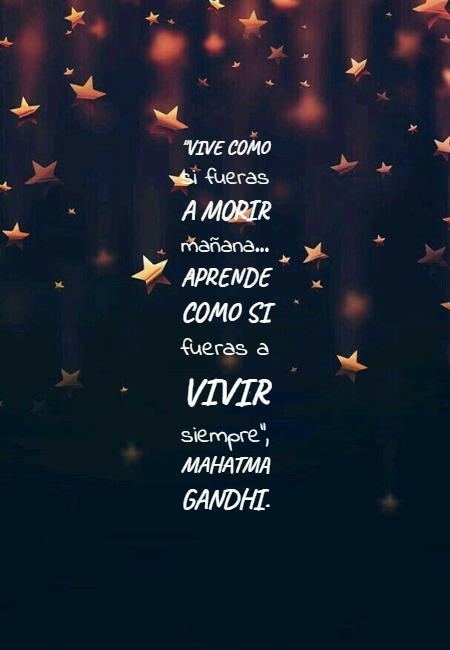 "VIVE COMO
si fueras
A MORIR
mañana...
APRENDE
COMO SI
fueras a
VIVIR
siempre",
MAHATMA
GANDHI.